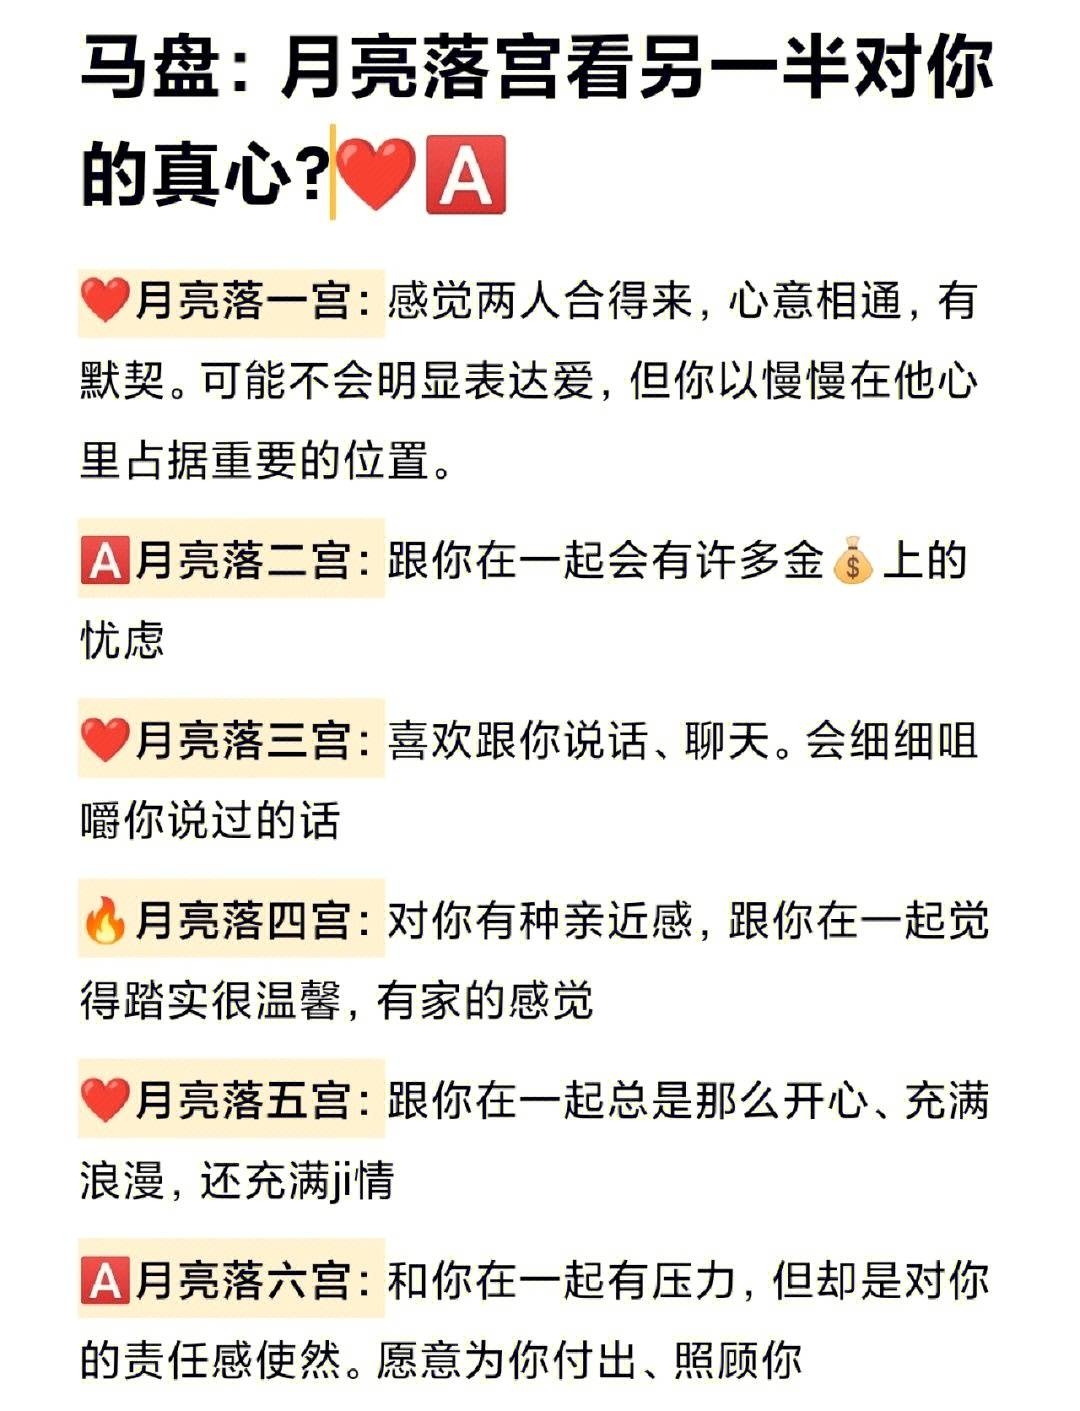 马盘：月亮落宫看另一半对你
的真心?❤️🅰️
❤️月亮落一宫：感觉两人合得来，心意相通，有
默契。可能不会明显表达爱，但你以慢慢在他心
里占据重要的位置。
🅰️月亮落二宫：跟你在一起会有许多金💰上的
忧虑
❤️月亮落三宫：喜欢跟你说话、聊天。会细细咀
嚼你说过的话
🔥月亮落四宫：对你有种亲近感，跟你在一起觉
得踏实很温馨，有家的感觉
❤️月亮落五宫：跟你在一起总是那么开心、充满
浪漫，还充满ji情
🅰️月亮落六宫：和你在一起有压力，但却是对你
的责任感使然。愿意为你付出、照顾你